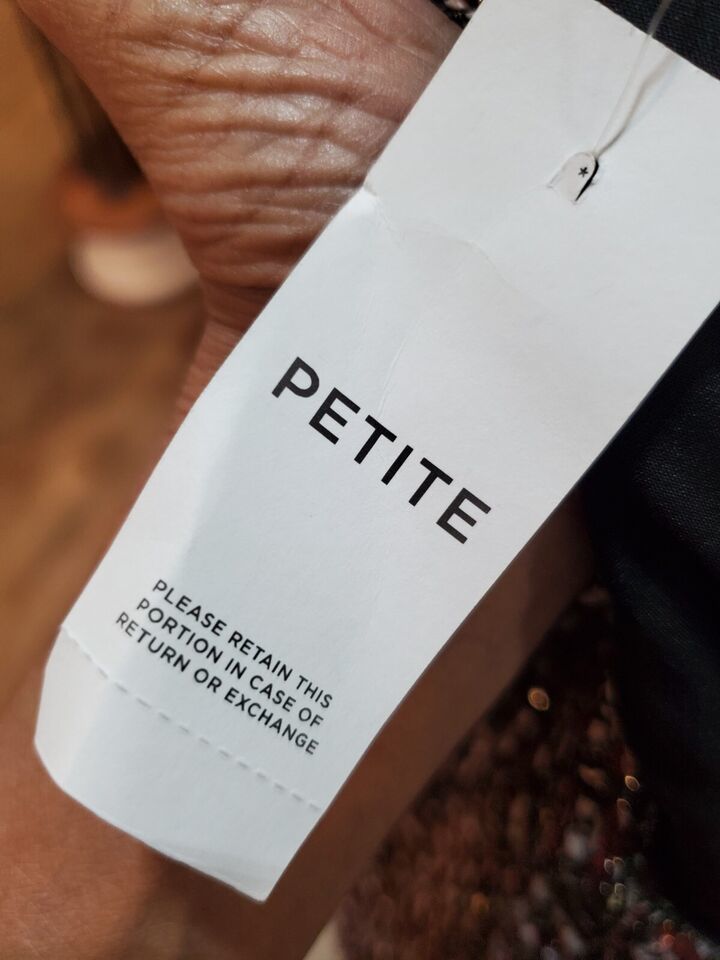 PETITE
PLEASE RETAIN THIS
PORTION IN CASE OF
RETURN OR EXCHANGE